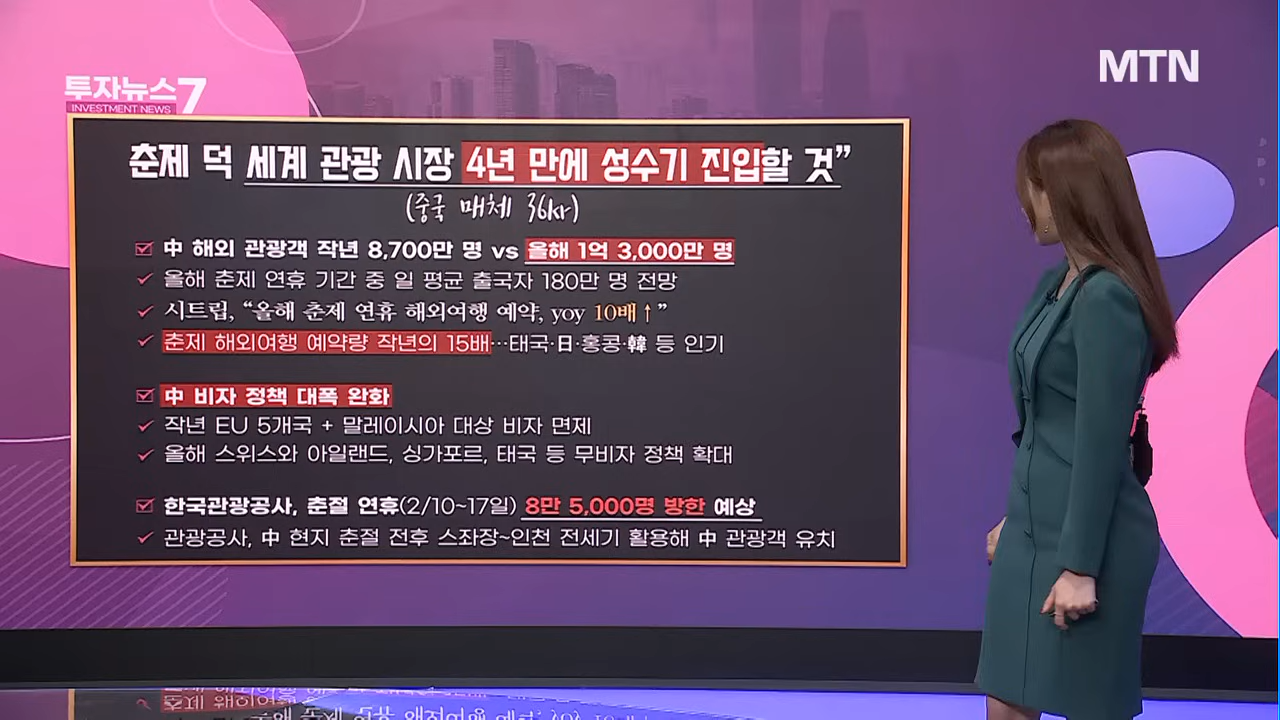 MTN
투자뉴스7
INVESTMENT NEWS
춘제 덕 세계 관광 시장 4년 만에 성수기 진입할 것”
(중국 매체 36kr)
中 해외 관광객 작년 8,700만 명 vs 올해 1억 3,000만 명
올해 춘제 연휴 기간 중 일 평균 출국자 180만 명 전망
시트립, “올해 춘제 연휴 해외여행 예약, yoy 10배↑”
춘제 해외여행 예약량 작년의 15배…태국·日·홍콩·韓 등 인기
中 비자 정책 대폭 완화
작년 EU 5개국 + 말레이시아 대상 비자 면제
올해 스위스와 아일랜드, 싱가포르, 태국 등 무비자 정책 확대
한국관광공사, 춘절 연휴(2/10~17일) 8만 5,000명 방한 예상
관광공사, 中 현지 춘절 전후 스좌장~인천 전세기 활용해 中 관광객 유치